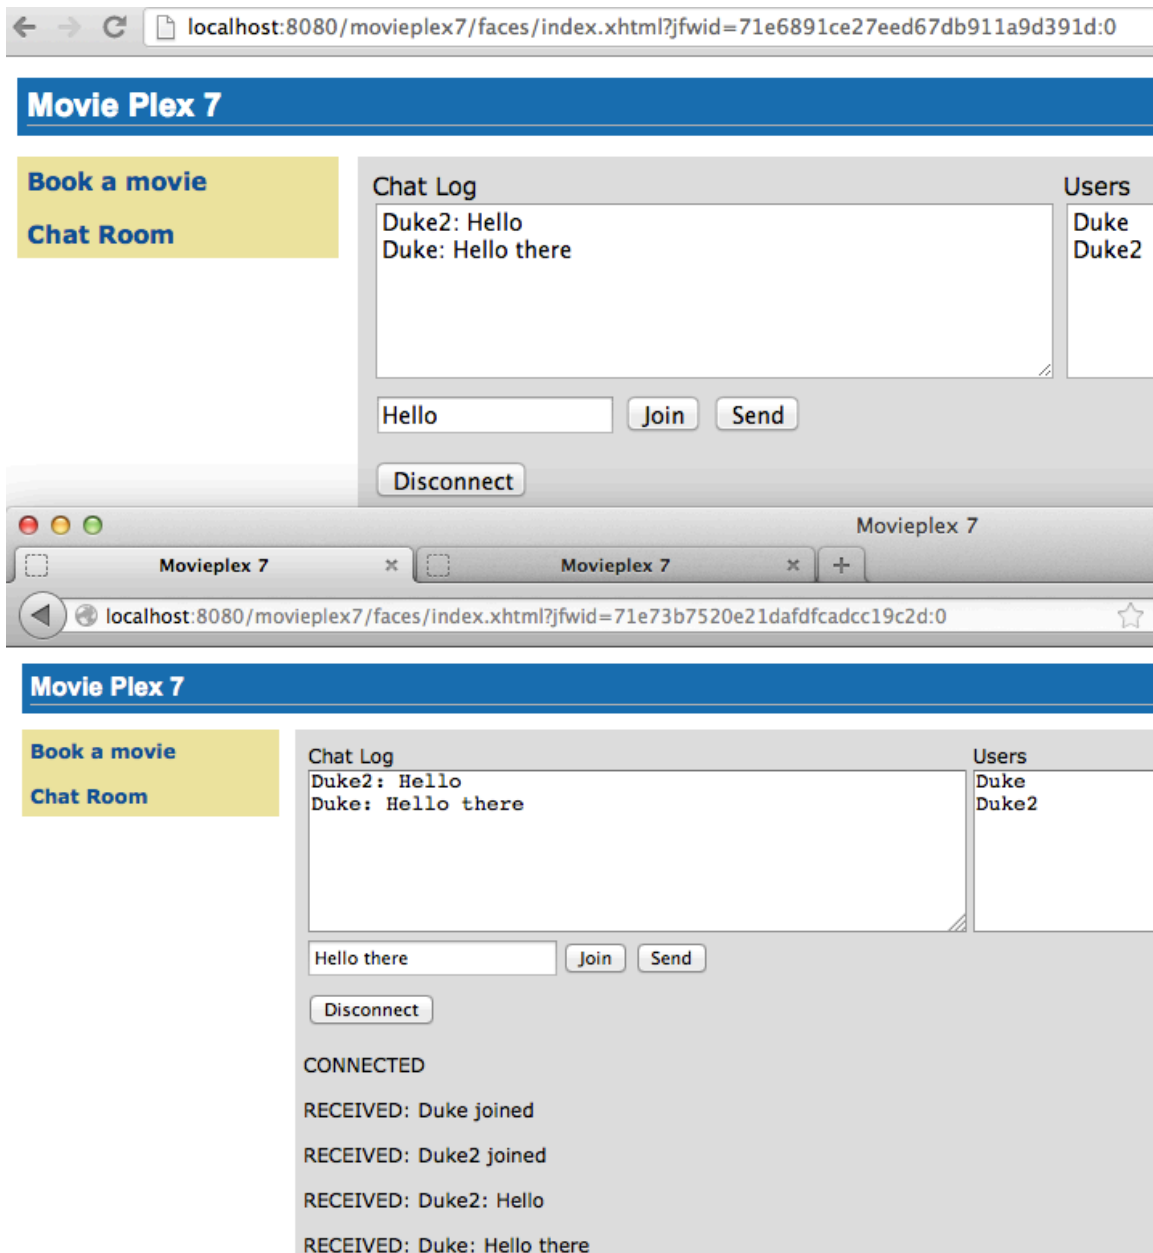 localhost:8080/movieplex7/faces/index.xhtml?jfwid=71e6891ce27eed67db911a9d391d:0
Movie Plex 7
Book a movie
Chat Room
Chat Log
Users
Duke2: Hello
Duke: Hello there
Duke
Duke2
Hello
Join
Send
Disconnect
Movieplex 7
Movieplex 7
Movieplex 7
localhost:8080/movieplex7/faces/index.xhtml?jfwid=71e73b7520e21dafdfcadcc19c2d:0
Movie Plex 7
Book a movie
Chat Room
Chat Log
Users
Duke2: Hello
Duke: Hello there
Duke
Duke2
Hello there
Join
Send
Disconnect
CONNECTED
RECEIVED: Duke joined
RECEIVED: Duke2 joined
RECEIVED: Duke2: Hello
RECEIVED: Duke: Hello there